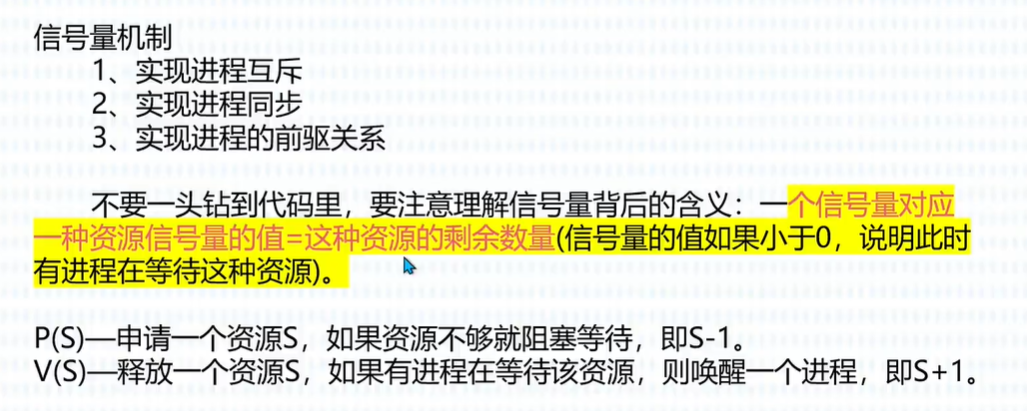 信号量机制
1、实现进程互斥
2、实现进程同步
3、实现进程的前驱关系
不要一头钻到代码里，要注意理解信号量背后的含义：一个信号量对应
一种资源信号量的值=这种资源的剩余数量(信号量的值如果小于0，说明此时
有进程在等待这种资源)。
P(S)—申请一个资源S，如果资源不够就阻塞等待，即S-1。
V(S)—释放一个资源S，如果有进程在等待该资源，则唤醒一个进程，即S+1。